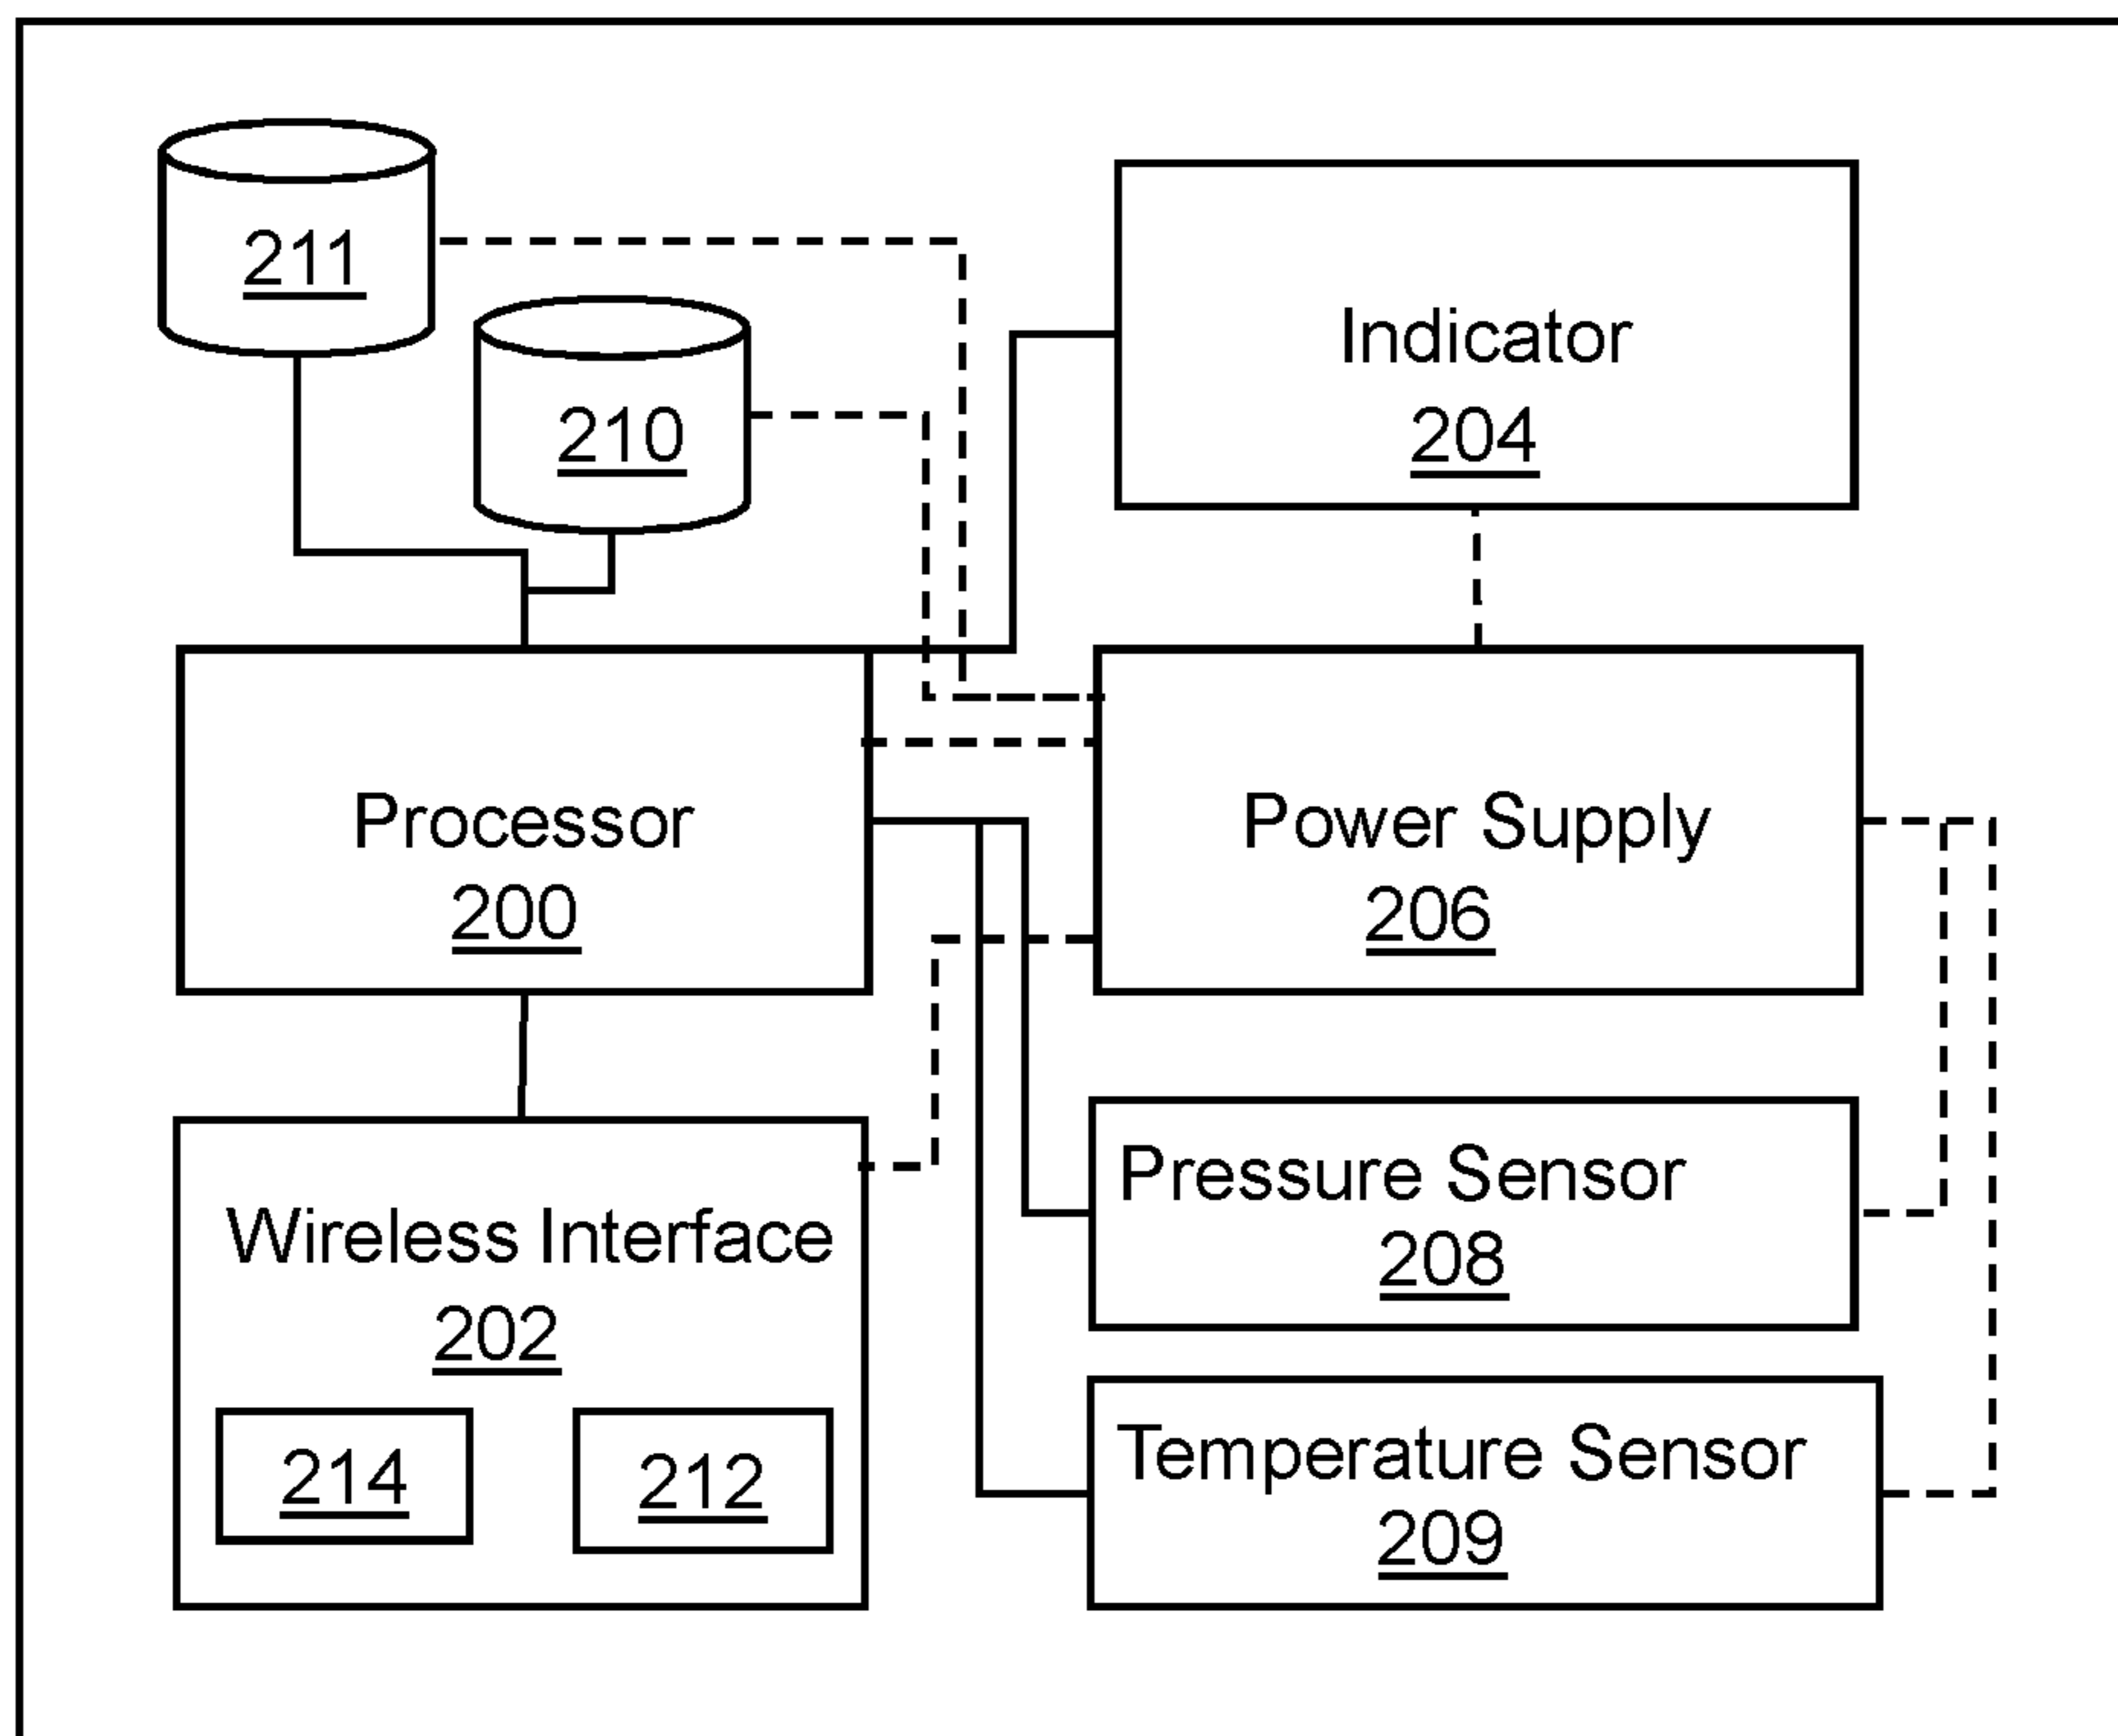 211
210
Indicator
204
Processor
200
Power Supply
206
Wireless Interface
202
214
212
Pressure Sensor
208
Temperature Sensor
209